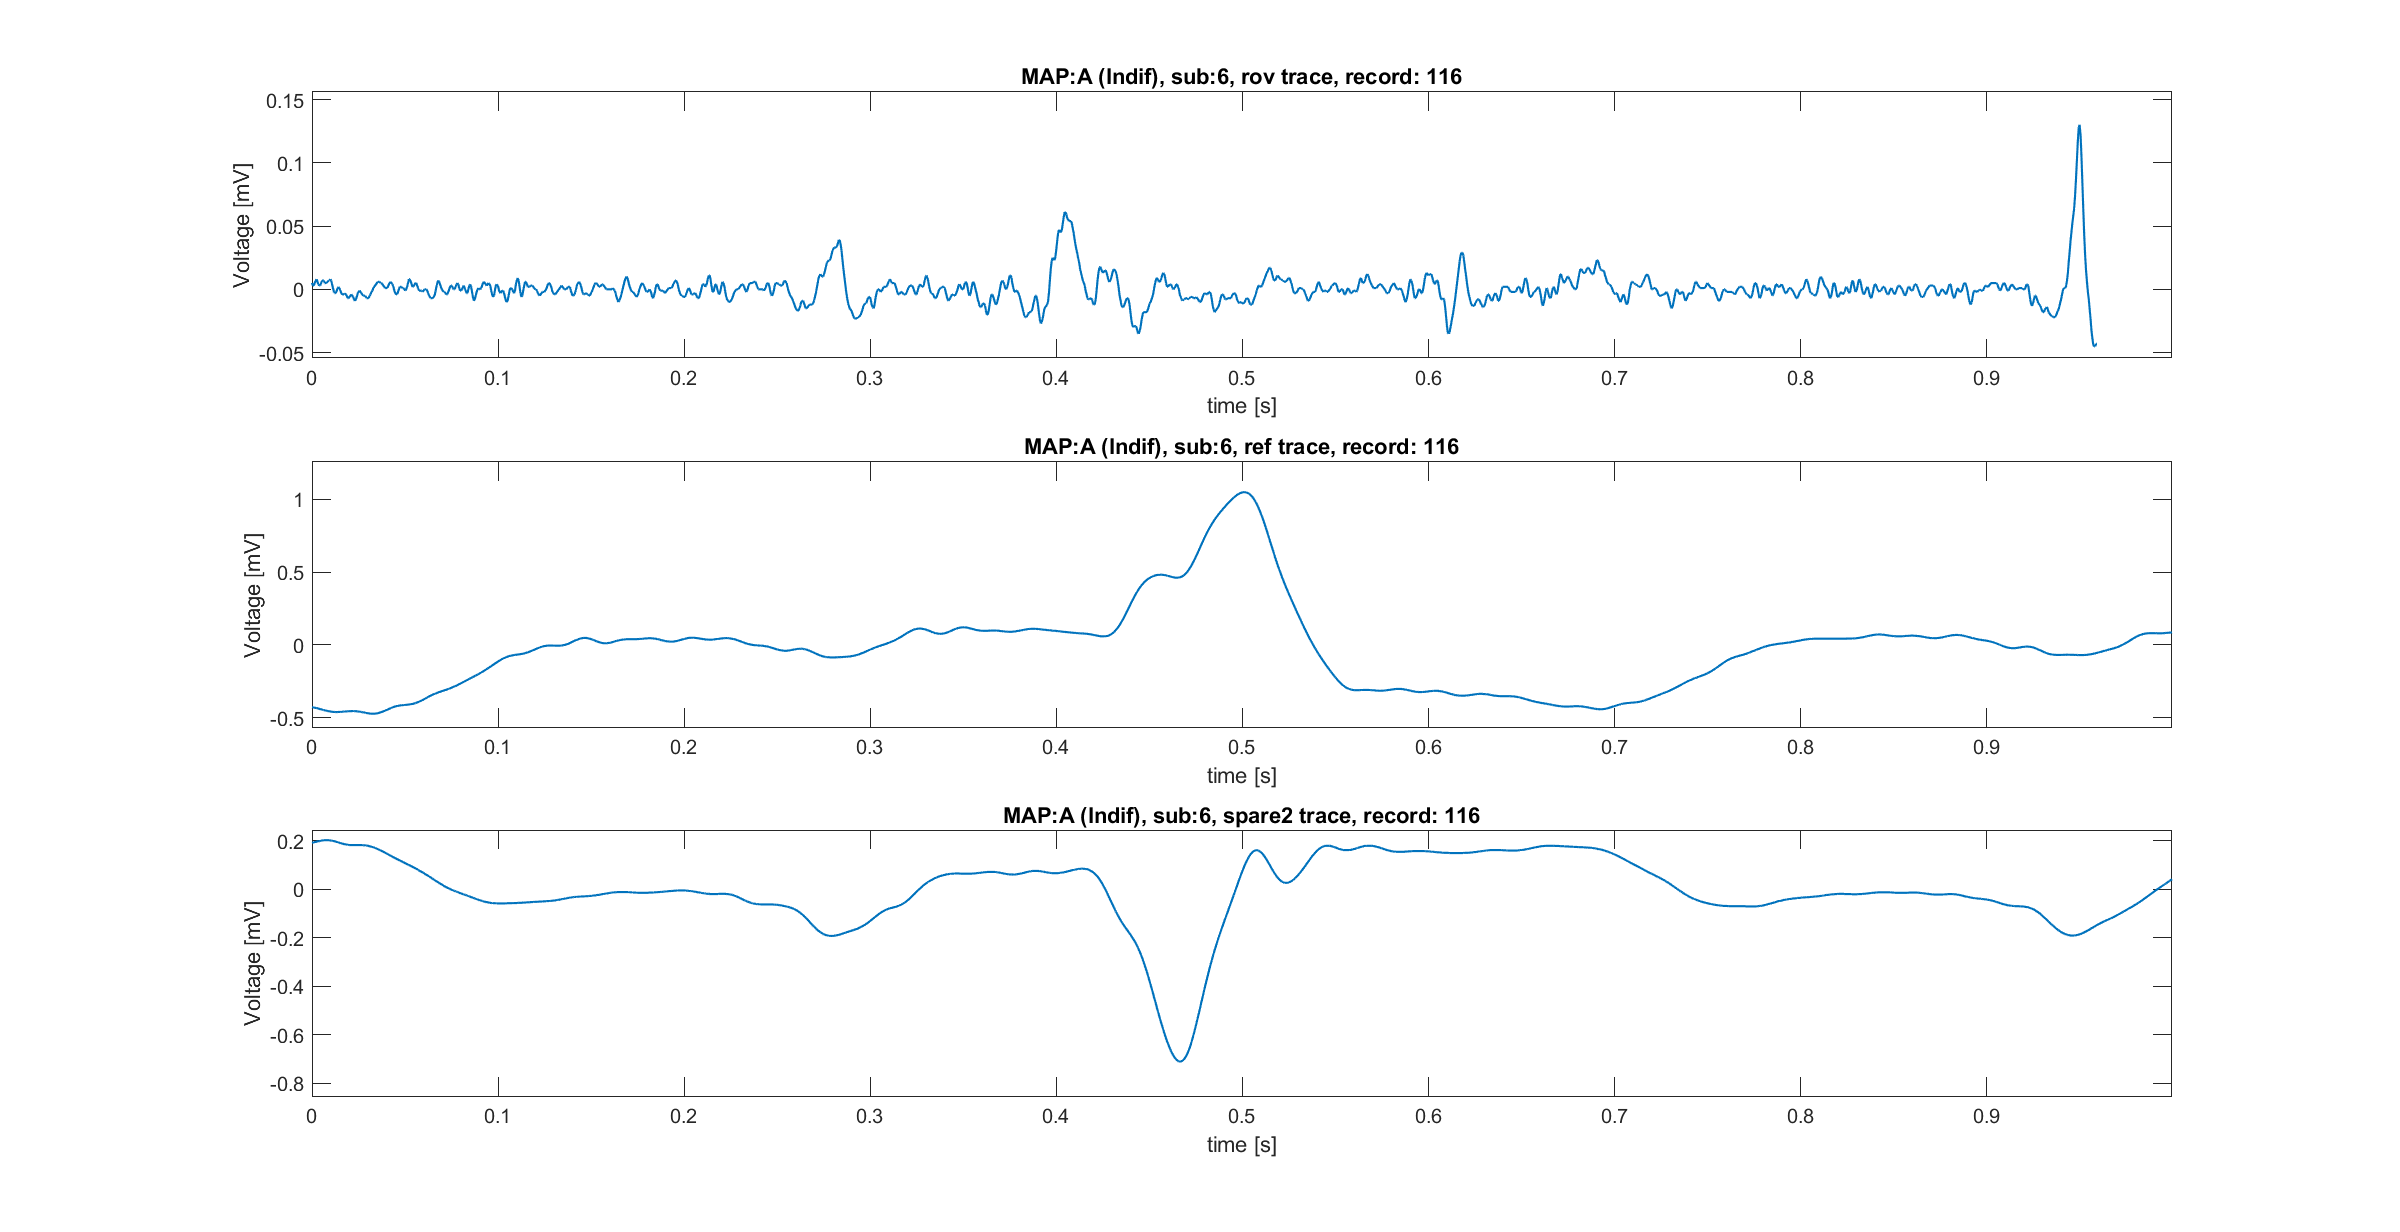 MAP:A (Indif), sub:6, rov trace, record: 116
Voltage [mV]
0.15
0.1
0.05
0
-0.05
0 0.1 0.2 0.3 0.4 0.5 0.6 0.7 0.8 0.9
time [s]
MAP:A (Indif), sub:6, ref trace, record: 116
Voltage [mV]
1
0.5
0
-0.5
0 0.1 0.2 0.3 0.4 0.5 0.6 0.7 0.8 0.9
time [s]
MAP:A (Indif), sub:6, spare2 trace, record: 116
Voltage [mV]
0.2
0
-0.2
-0.4
-0.6
-0.8
0 0.1 0.2 0.3 0.4 0.5 0.6 0.7 0.8 0.9
time [s]